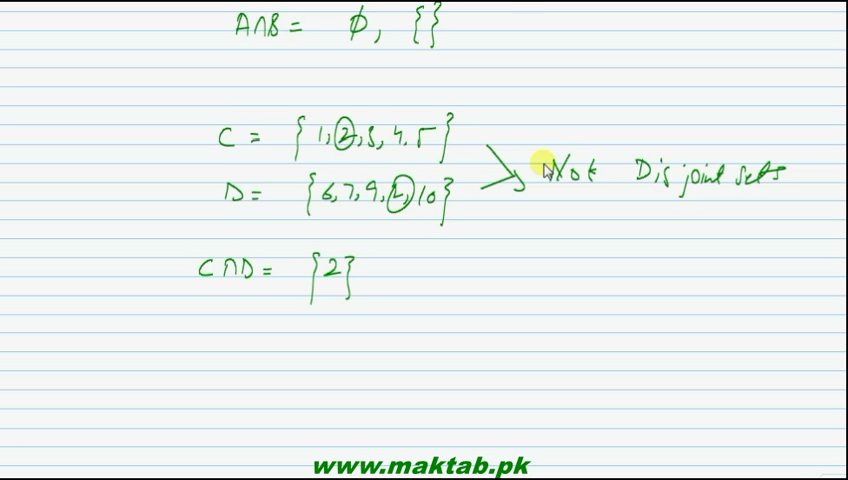 A∩B = ϕ, { }
C = {1, 2, 3, 4, 5}
D = {6, 7, 9, 2, 10}
Not Disjoint sets
C∩D = {2}
www.maktab.pk